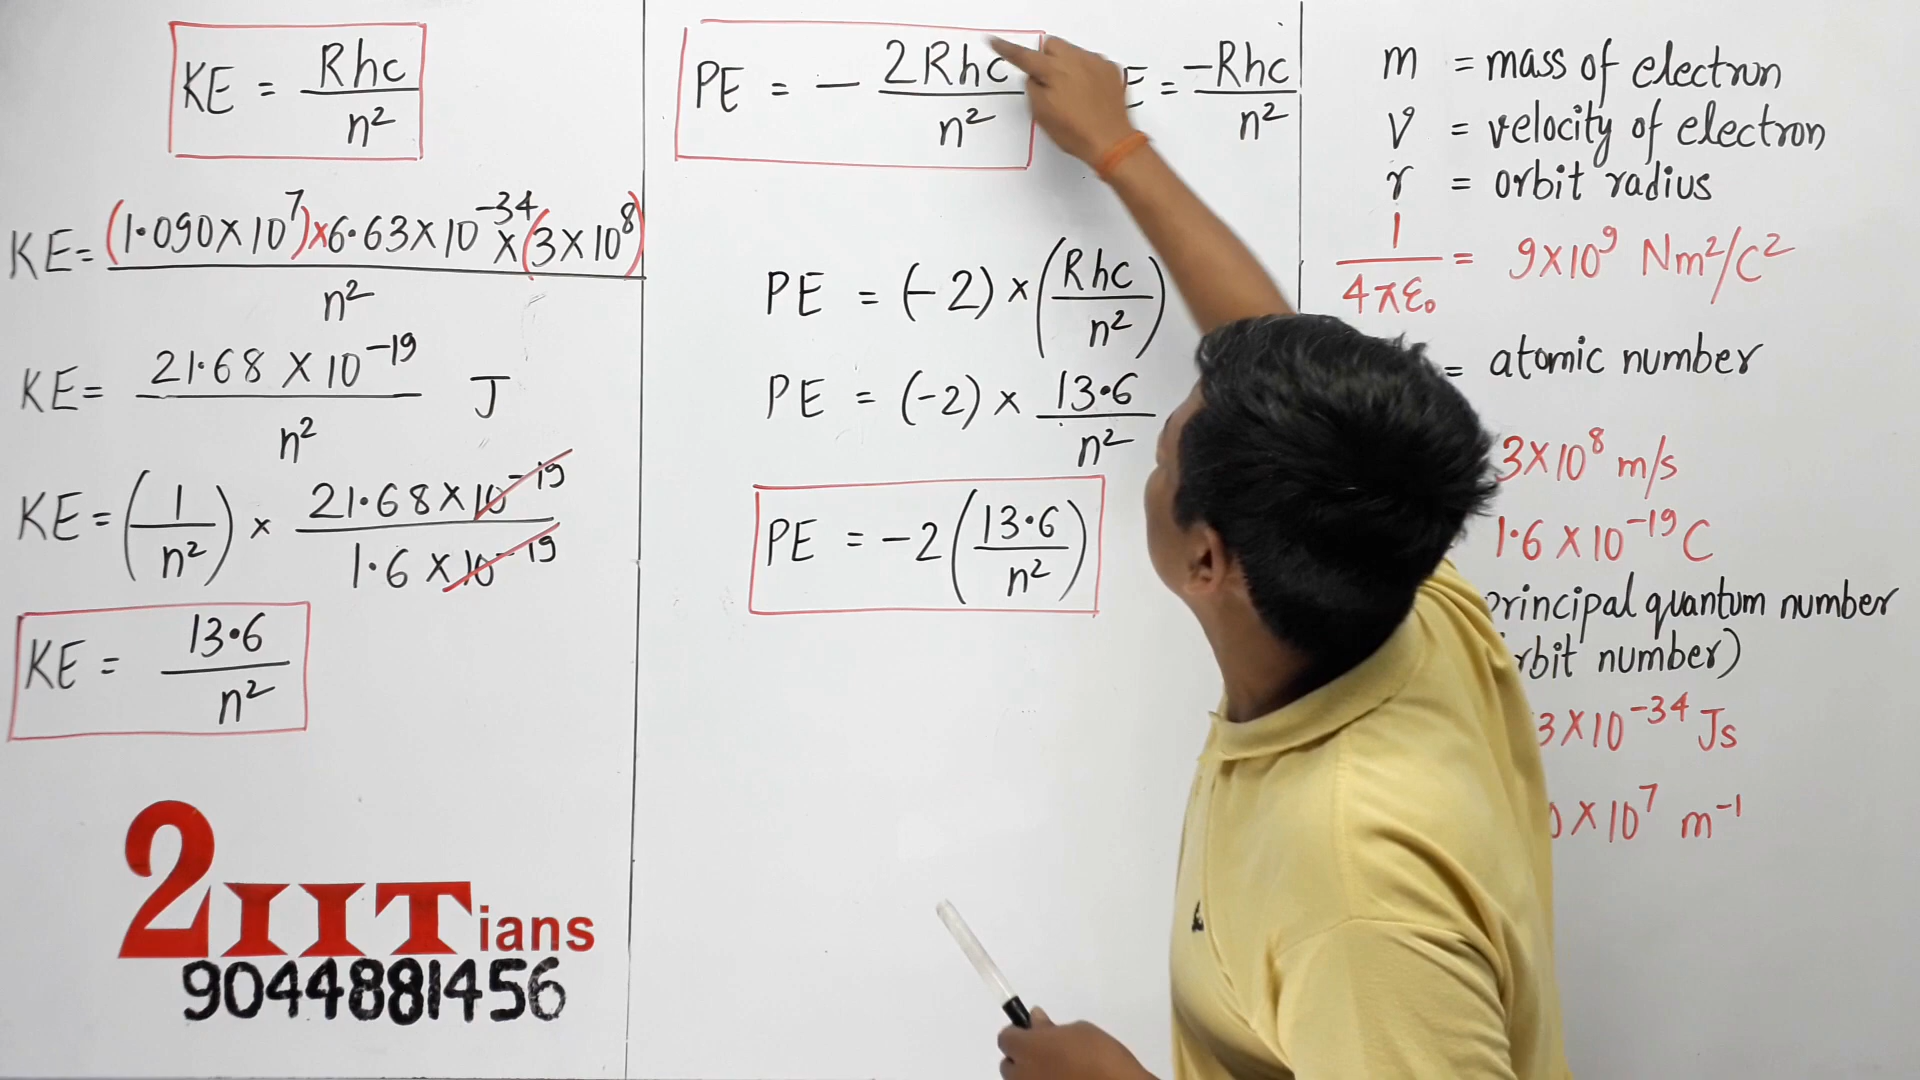 KE = Rhc / n²
KE = (1.090×10⁷)×6.63×10⁻³⁴×(3×10⁸) / n²
KE = 21.68 × 10⁻¹⁹ / n² J
KE = (1/n²) × 21.68×10⁻¹⁹ / 1.6×10⁻¹⁹
KE = 13.6 / n²
2IITians
9044881456
PE = - 2Rhc / n²
E = -Rhc / n²
PE = (-2) × (Rhc / n²)
PE = (-2) × 13.6 / n²
PE = -2 (13.6 / n²)
m = mass of electron
v = velocity of electron
r = orbit radius
1 / 4πε₀ = 9×10⁹ Nm²/C²
= atomic number
3×10⁸ m/s
1.6×10⁻¹⁹ C
principal quantum number
rbit number)
3×10⁻³⁴ Js
0×10⁷ m⁻¹